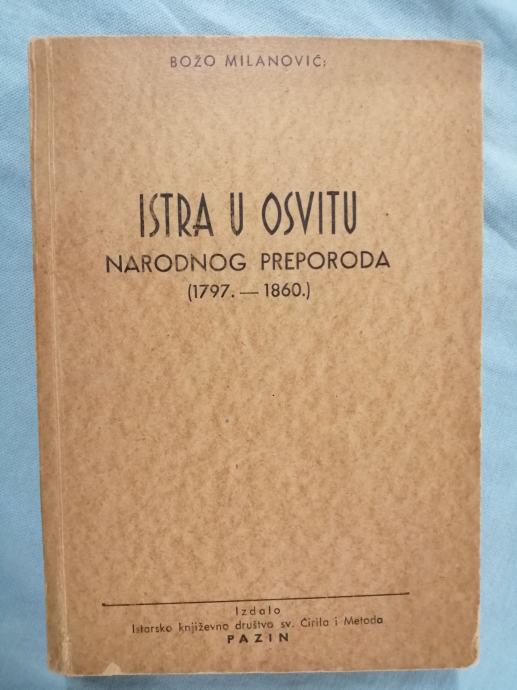 BOŽO MILANOVIĆ:
ISTRA U OSVITU
NARODNOG PREPORODA
(1797. — 1860.)
Izdalo
Istarsko književno društvo sv. Ćirila i Metoda
PAZIN